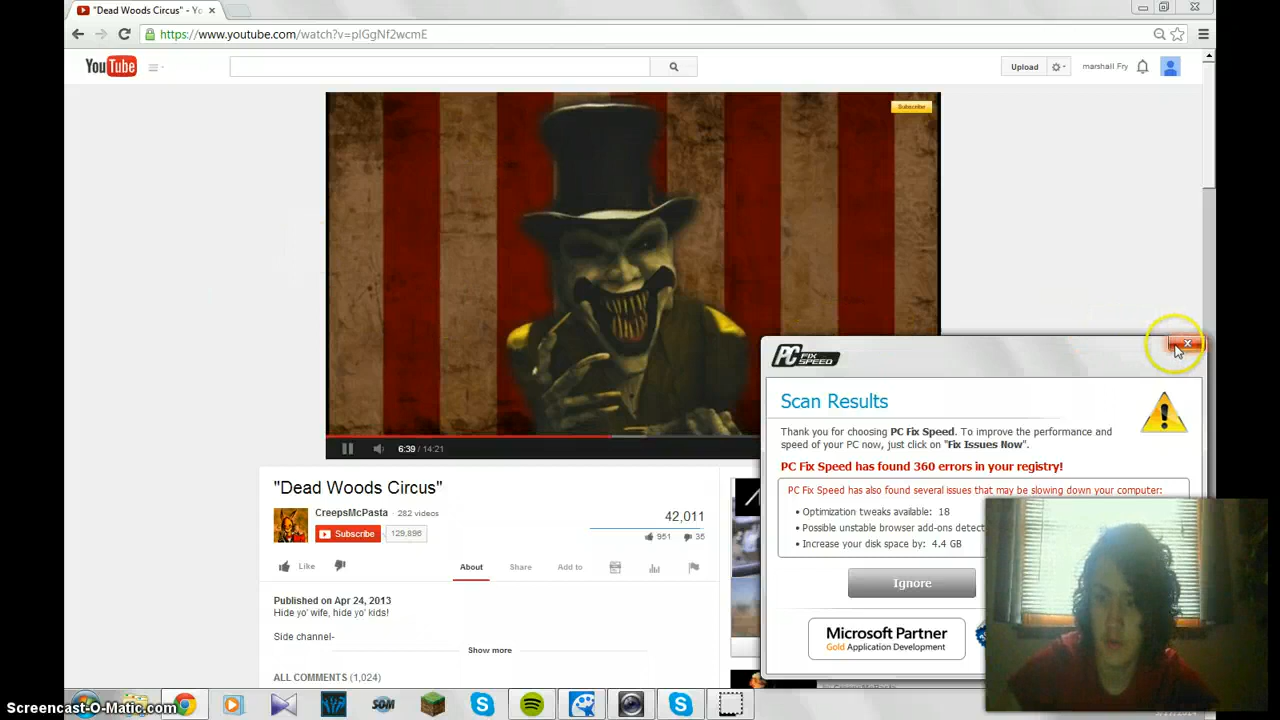 "Dead Woods Circus" - Yo
https://www.youtube.com/watch?v=plGgNf2wcmE
YouTube
Upload
marshall Fry
Subscribe
PC FIX SPEED
Scan Results
Thank you for choosing PC Fix Speed. To improve the performance and
speed of your PC now, just click on "Fix Issues Now".
PC Fix Speed has found 360 errors in your registry!
PC Fix Speed has also found several issues that may be slowing down your computer:
• Optimization tweaks available: 18
• Possible unstable browser add-ons detect
• Increase your disk space by: 4.4 GB
Ignore
Microsoft Partner
Gold Application Development
6:39 / 14:21
"Dead Woods Circus"
CreepsMcPasta · 282 videos
Subscribe 129,898
42,011
951 35
Like
About Share Add to
Published on Apr 24, 2013
Hide yo' wife, hide yo' kids!
Side channel-
Show more
ALL COMMENTS (1,024)
SOM
Screencast-O-Matic.com